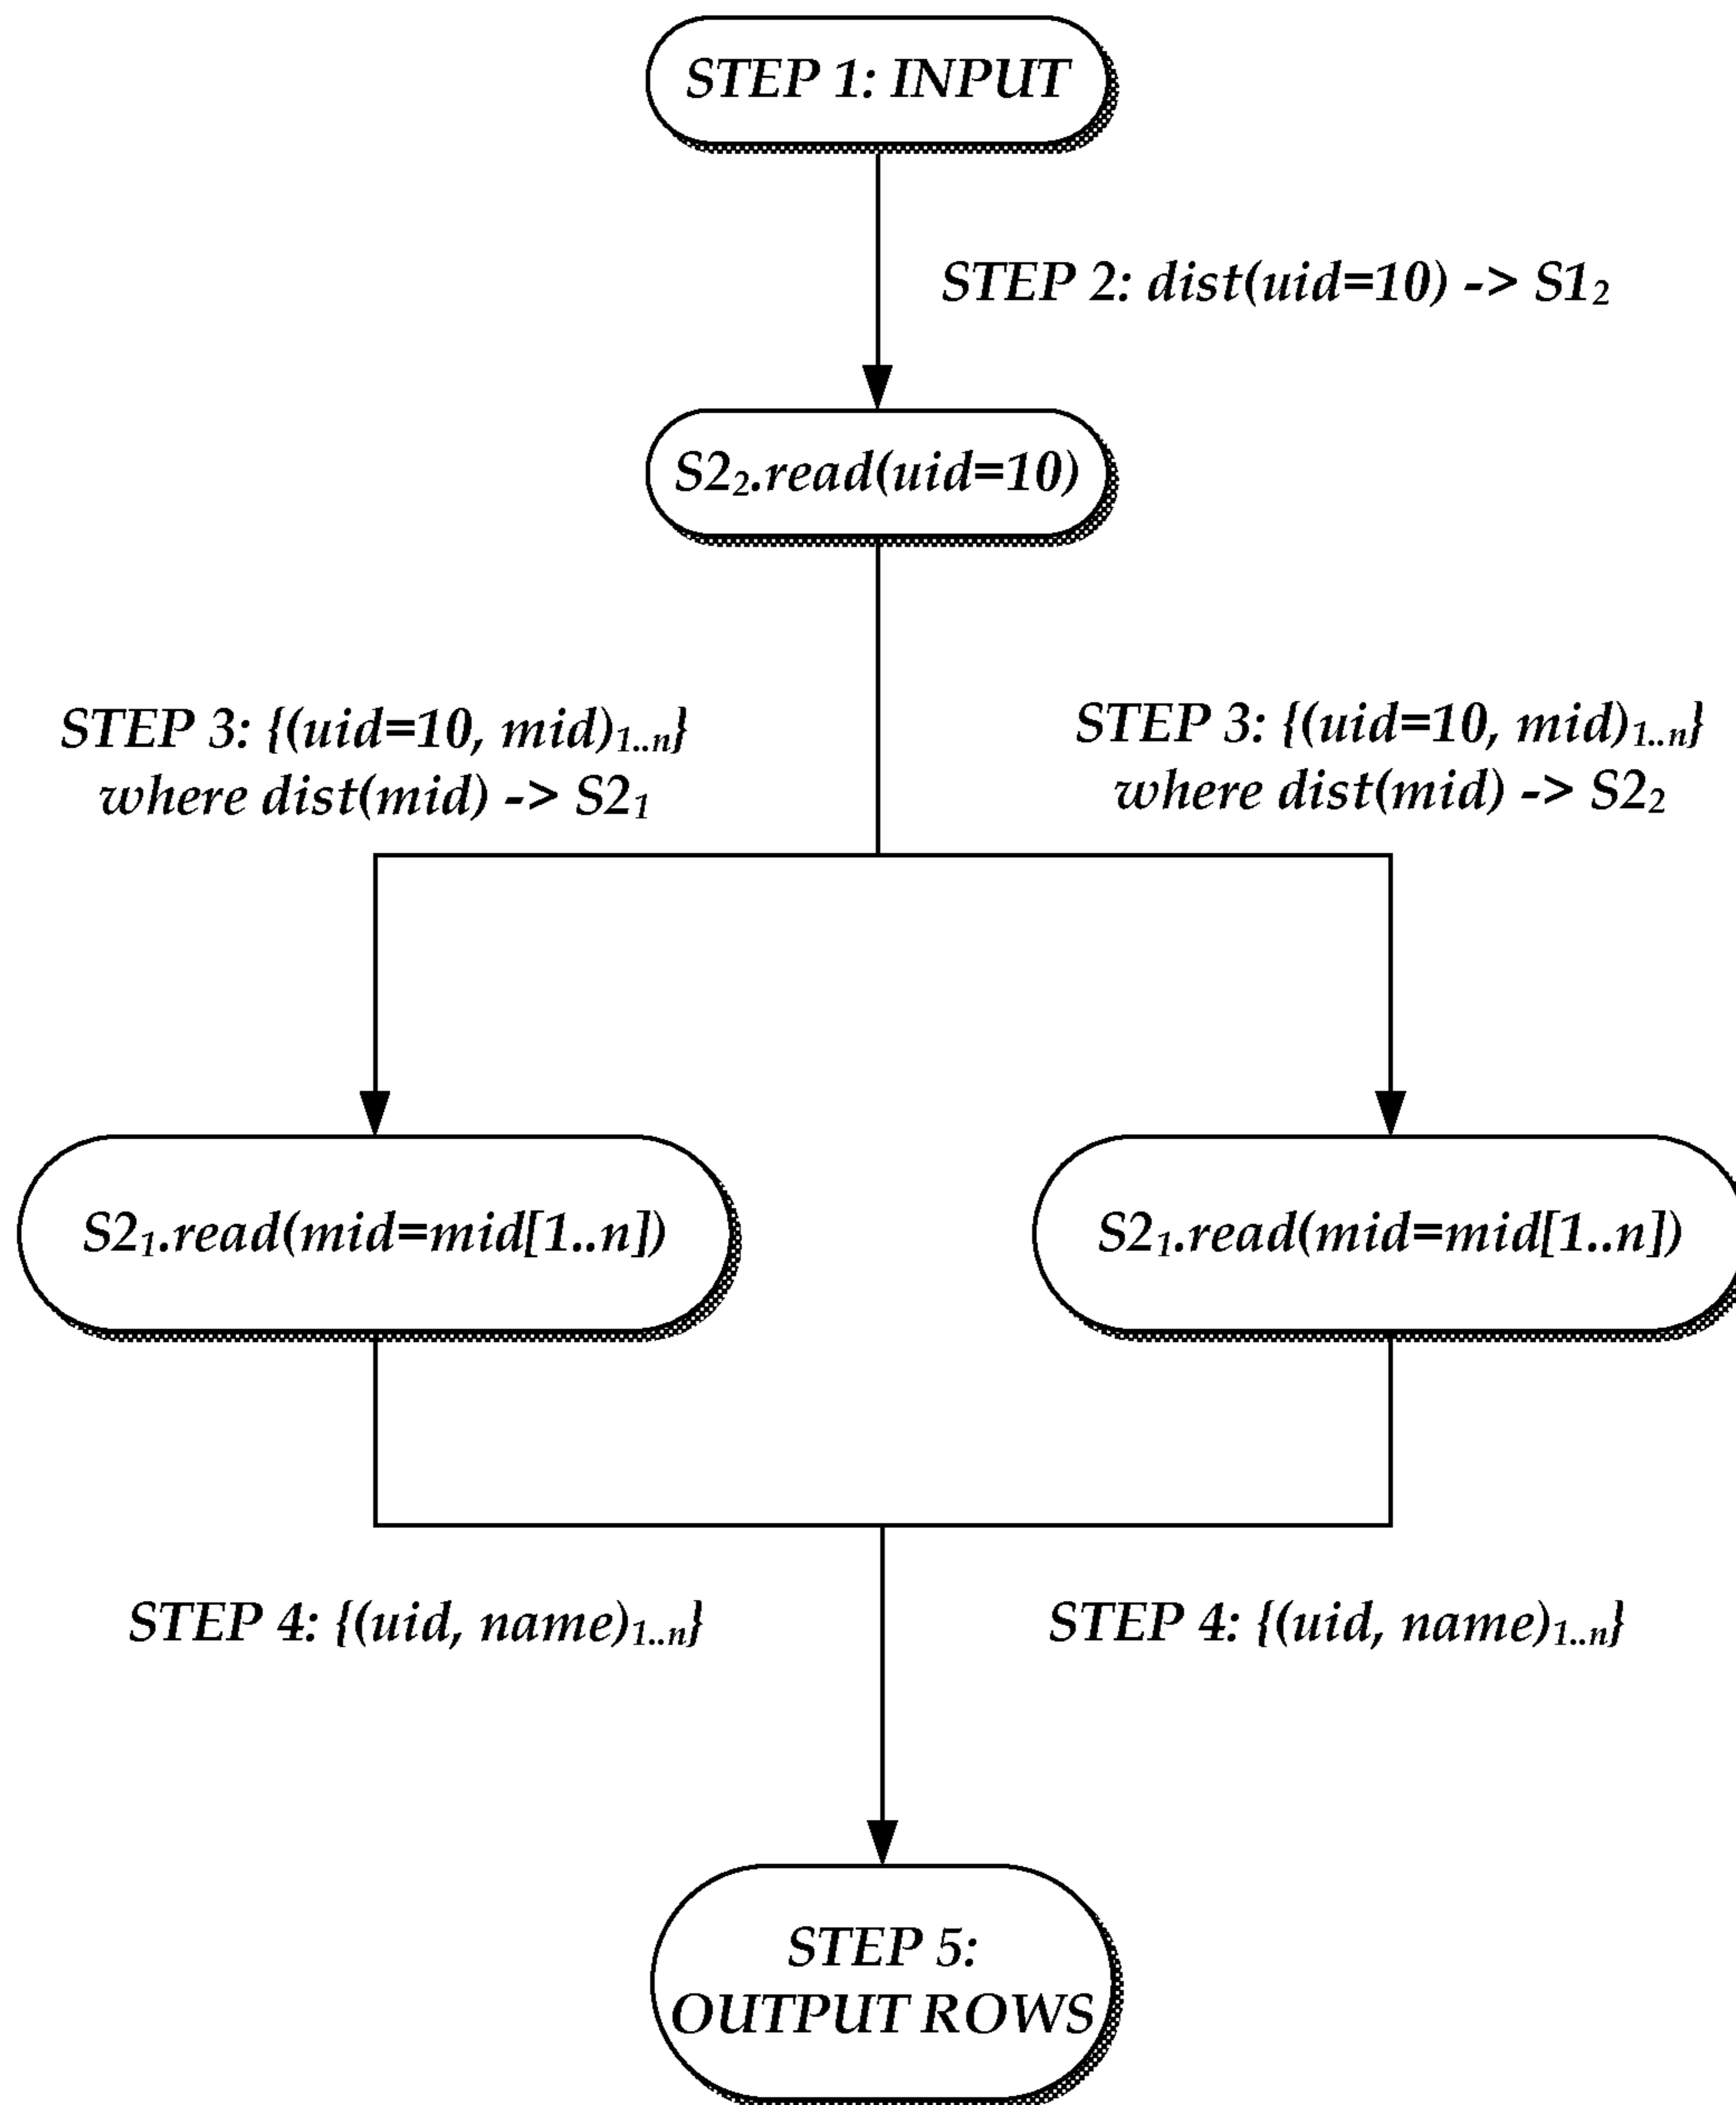 STEP 1: INPUT
STEP 2: dist(uid=10) -> S1₂
S2₂.read(uid=10)
STEP 3: {(uid=10, mid)₁..ₙ}
where dist(mid) -> S2₁
STEP 3: {(uid=10, mid)₁..ₙ}
where dist(mid) -> S2₂
S2₁.read(mid=mid[1..n])
S2₁.read(mid=mid[1..n])
STEP 4: {(uid, name)₁..ₙ}
STEP 4: {(uid, name)₁..ₙ}
STEP 5:
OUTPUT ROWS